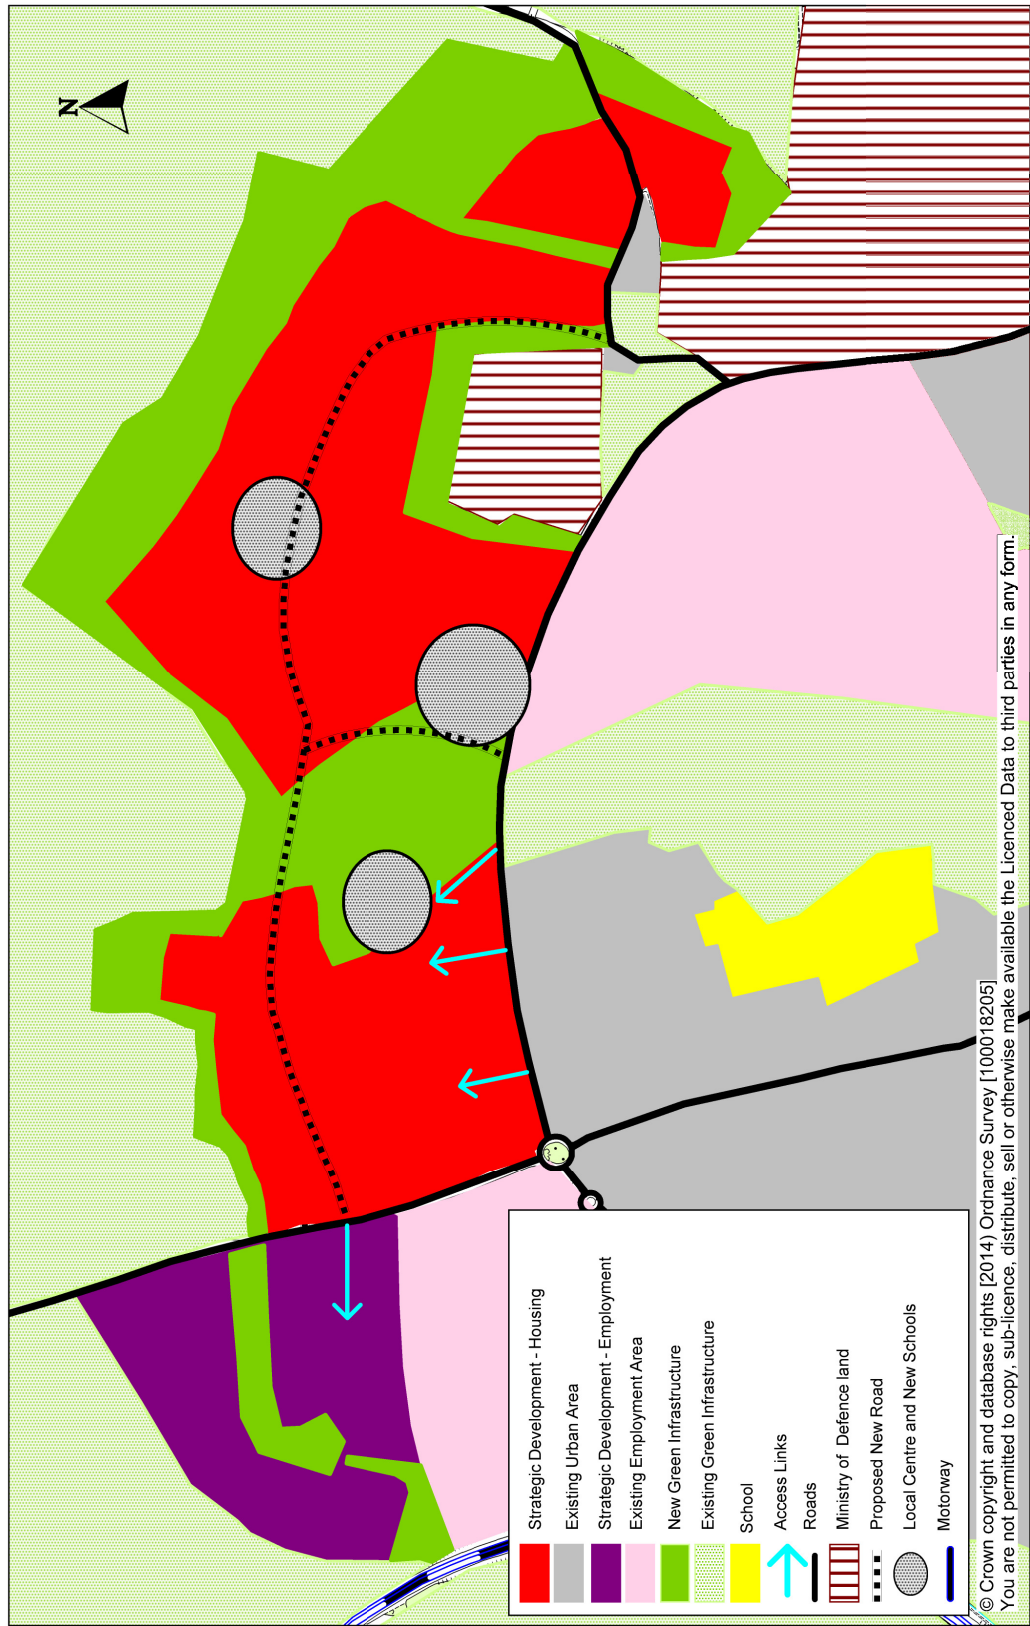 N
Strategic Development - Housing
Existing Urban Area
Strategic Development - Employment
Existing Employment Area
New Green Infrastructure
Existing Green Infrastructure
School
Access Links
Roads
Ministry of Defence land
Proposed New Road
Local Centre and New Schools
Motorway
© Crown copyright and database rights [2014) Ordnance Survey [100018205]
You are not permitted to copy, sub-licence, distribute, sell or otherwise make available the Licenced Data to third parties in any form.